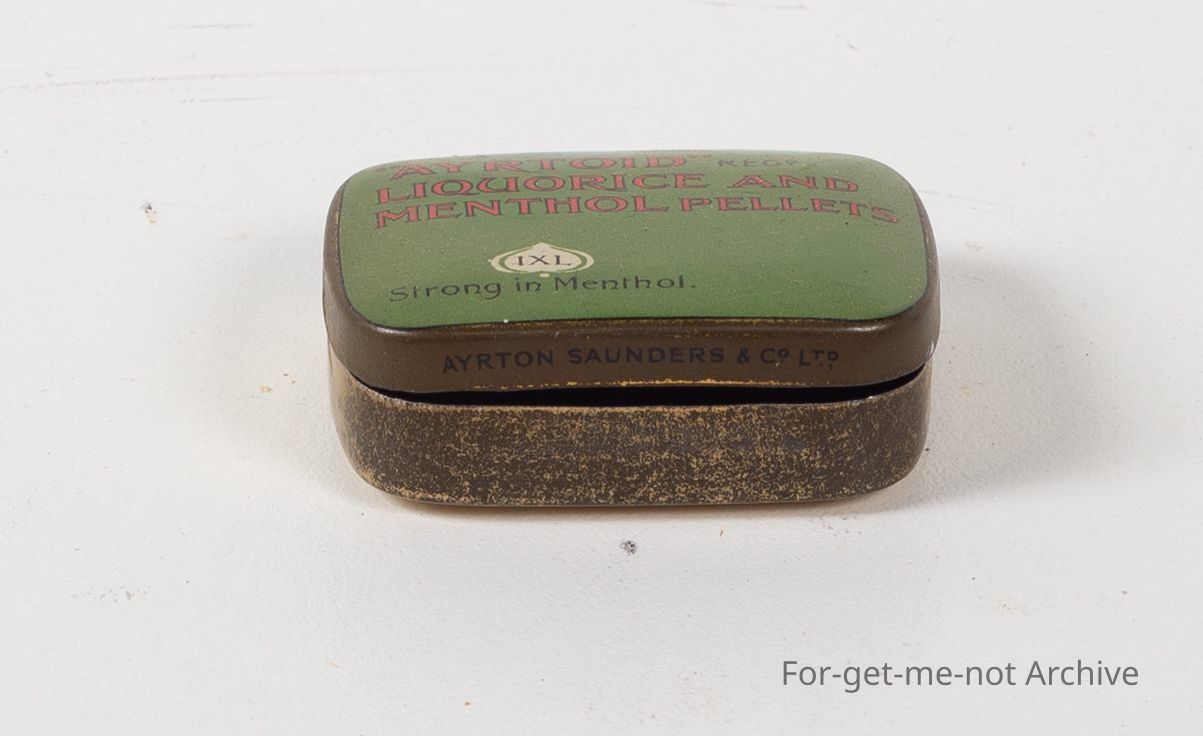 "AYRTOID" REGD.
LIQUORICE AND
MENTHOL PELLETS
IXL
Strong in Menthol.
AYRTON SAUNDERS & Co LTD
For-get-me-not Archive